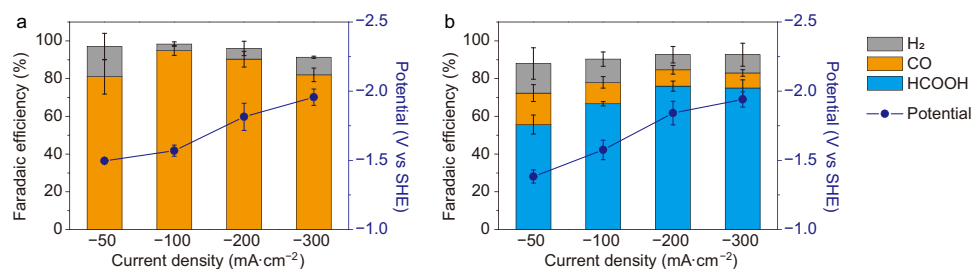 a
Faradaic efficiency (%)
100
80
60
40
20
0
−50
−100
−200
−300
Current density (mA·cm⁻²)
−2.5
−2.0
−1.5
−1.0
Potential (V vs SHE)
b
Faradaic efficiency (%)
100
80
60
40
20
0
−50
−100
−200
−300
Current density (mA·cm⁻²)
−2.5
−2.0
−1.5
−1.0
Potential (V vs SHE)
H₂
CO
HCOOH
Potential